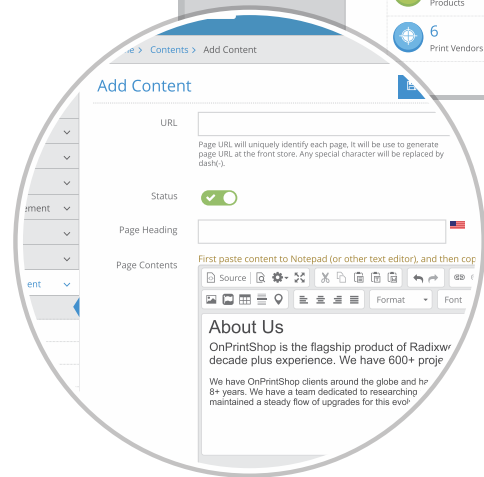 Products
6
Print Vendors
> Contents > Add Content
Add Content
URL
Page URL will uniquely identify each page, It will be use to generate
page URL at the front store. Any special character will be replaced by
dash(-).
Status
Page Heading
Page Contents
First paste content to Notepad (or other text editor), and then cop
Source
Format
Font
About Us
OnPrintShop is the flagship product of Radixw
decade plus experience. We have 600+ proje
We have OnPrintShop clients around the globe and ha
8+ years. We have a team dedicated to researching
maintained a steady flow of upgrades for this evol
ement
ent